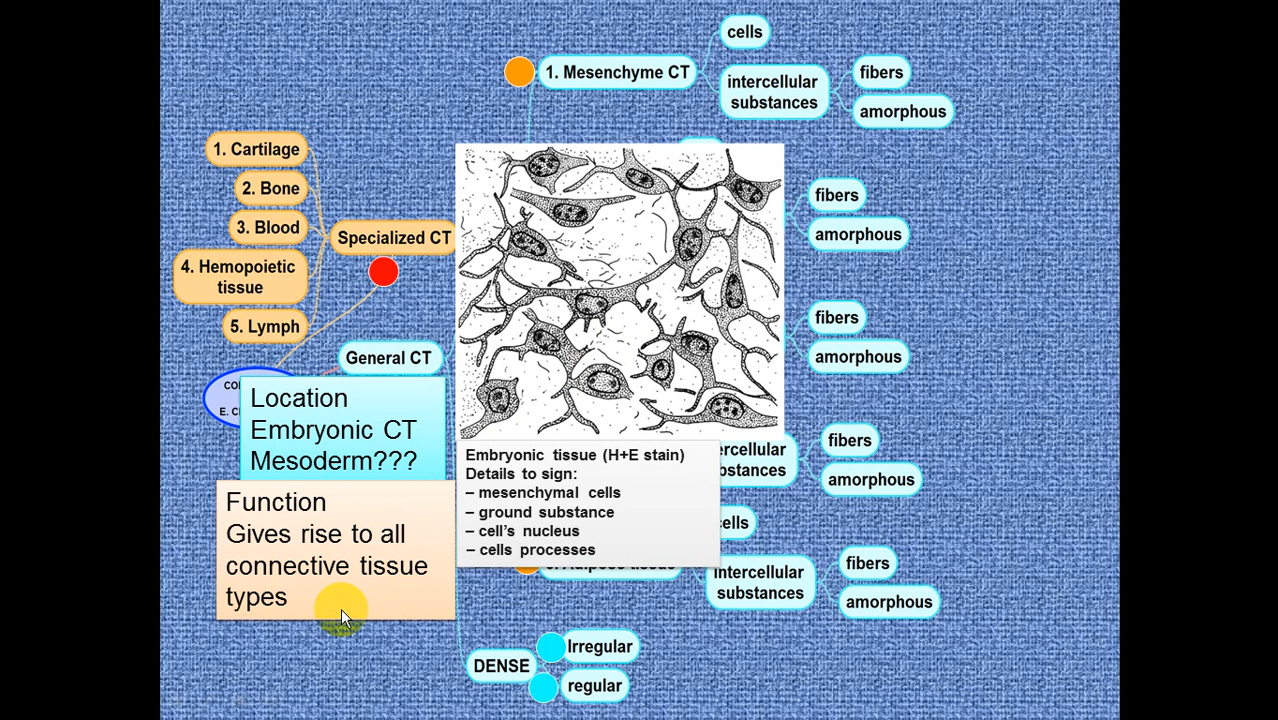 cells
1. Mesenchyme CT
intercellular
substances
fibers
amorphous
1. Cartilage
2. Bone
3. Blood
4. Hemopoietic
tissue
5. Lymph
Specialized CT
General CT
fibers
amorphous
fibers
amorphous
Location
Embryonic CT
Mesoderm???
Function
Gives rise to all
connective tissue
types
Embryonic tissue (H+E stain)
Details to sign:
– mesenchymal cells
– ground substance
– cell's nucleus
– cells processes
fibers
amorphous
fibers
intercellular
substances
amorphous
DENSE
Irregular
regular